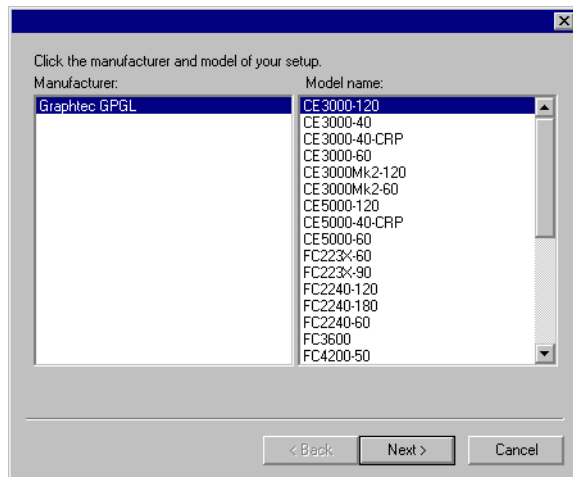 Click the manufacturer and model of your setup.
Manufacturer:
Model name:
Graphtec GPGL
CE3000-120
CE3000-40
CE3000-40-CRP
CE3000-60
CE3000Mk2-120
CE3000Mk2-60
CE5000-120
CE5000-40-CRP
CE5000-60
FC223X-60
FC223X-90
FC2240-120
FC2240-180
FC2240-60
FC3600
FC4200-50
< Back
Next >
Cancel